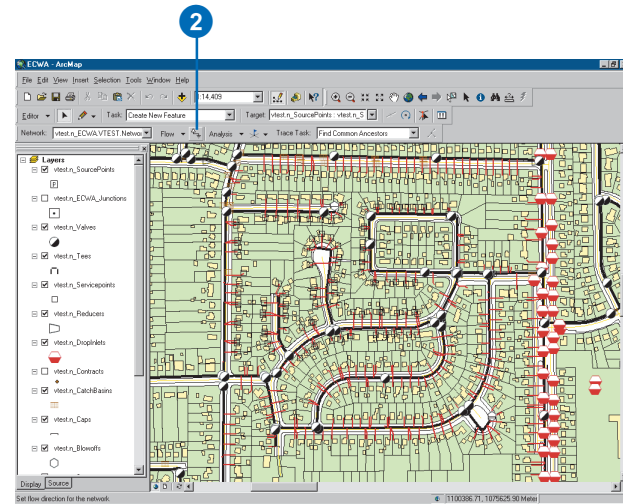 2
ECWA - ArcMap
File Edit View Insert Selection Tools Window Help
1:14,409
Editor Task: Create New Feature Target: vtest.n_SourcePoints : vtest.n_S
Network: vtest.n_ECWA.VTEST.Networ Flow Analysis Trace Task: Find Common Ancestors
Layers
vtest.n_SourcePoints
P
vtest.n_ECWA_Junctions
vtest.n_Valves
vtest.n_Tees
vtest.n_Servicepoints
vtest.n_Reducers
vtest.n_DropInlets
vtest.n_Contracts
vtest.n_CatchBasins
vtest.n_Caps
vtest.n_Blowoffs
Display Source
Set flow direction for the network. 1100386.71, 1075625.90 Meter